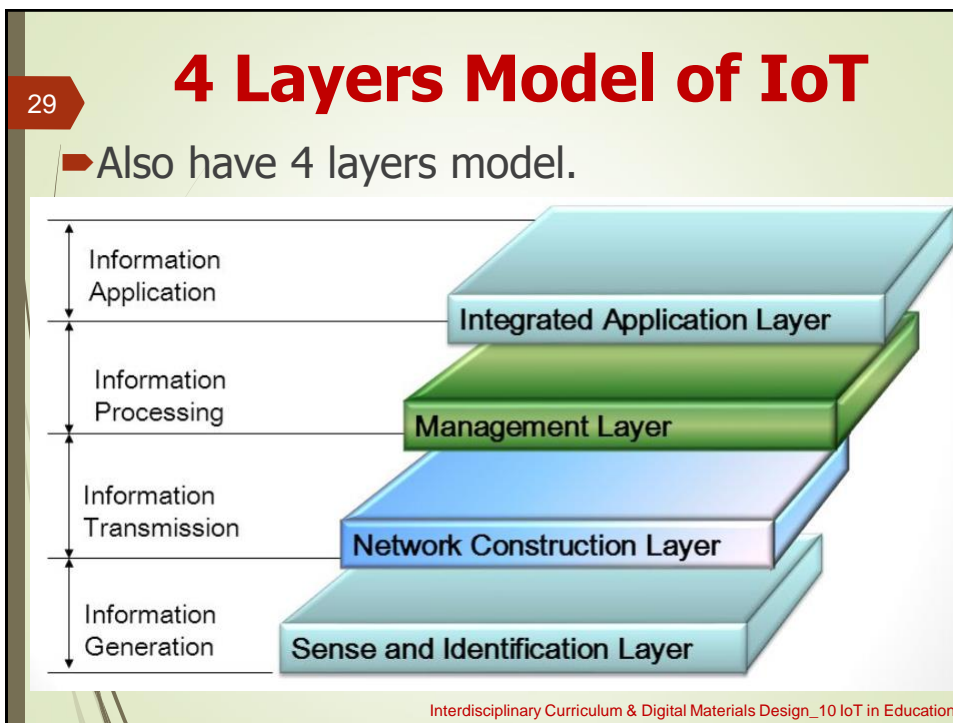 4 Layers Model of IoT
29
Also have 4 layers model.
Information
Application
Integrated Application Layer
Information
Processing
Management Layer
Information
Transmission
Network Construction Layer
Information
Generation
Sense and Identification Layer
Interdisciplinary Curriculum & Digital Materials Design_10 IoT in Education